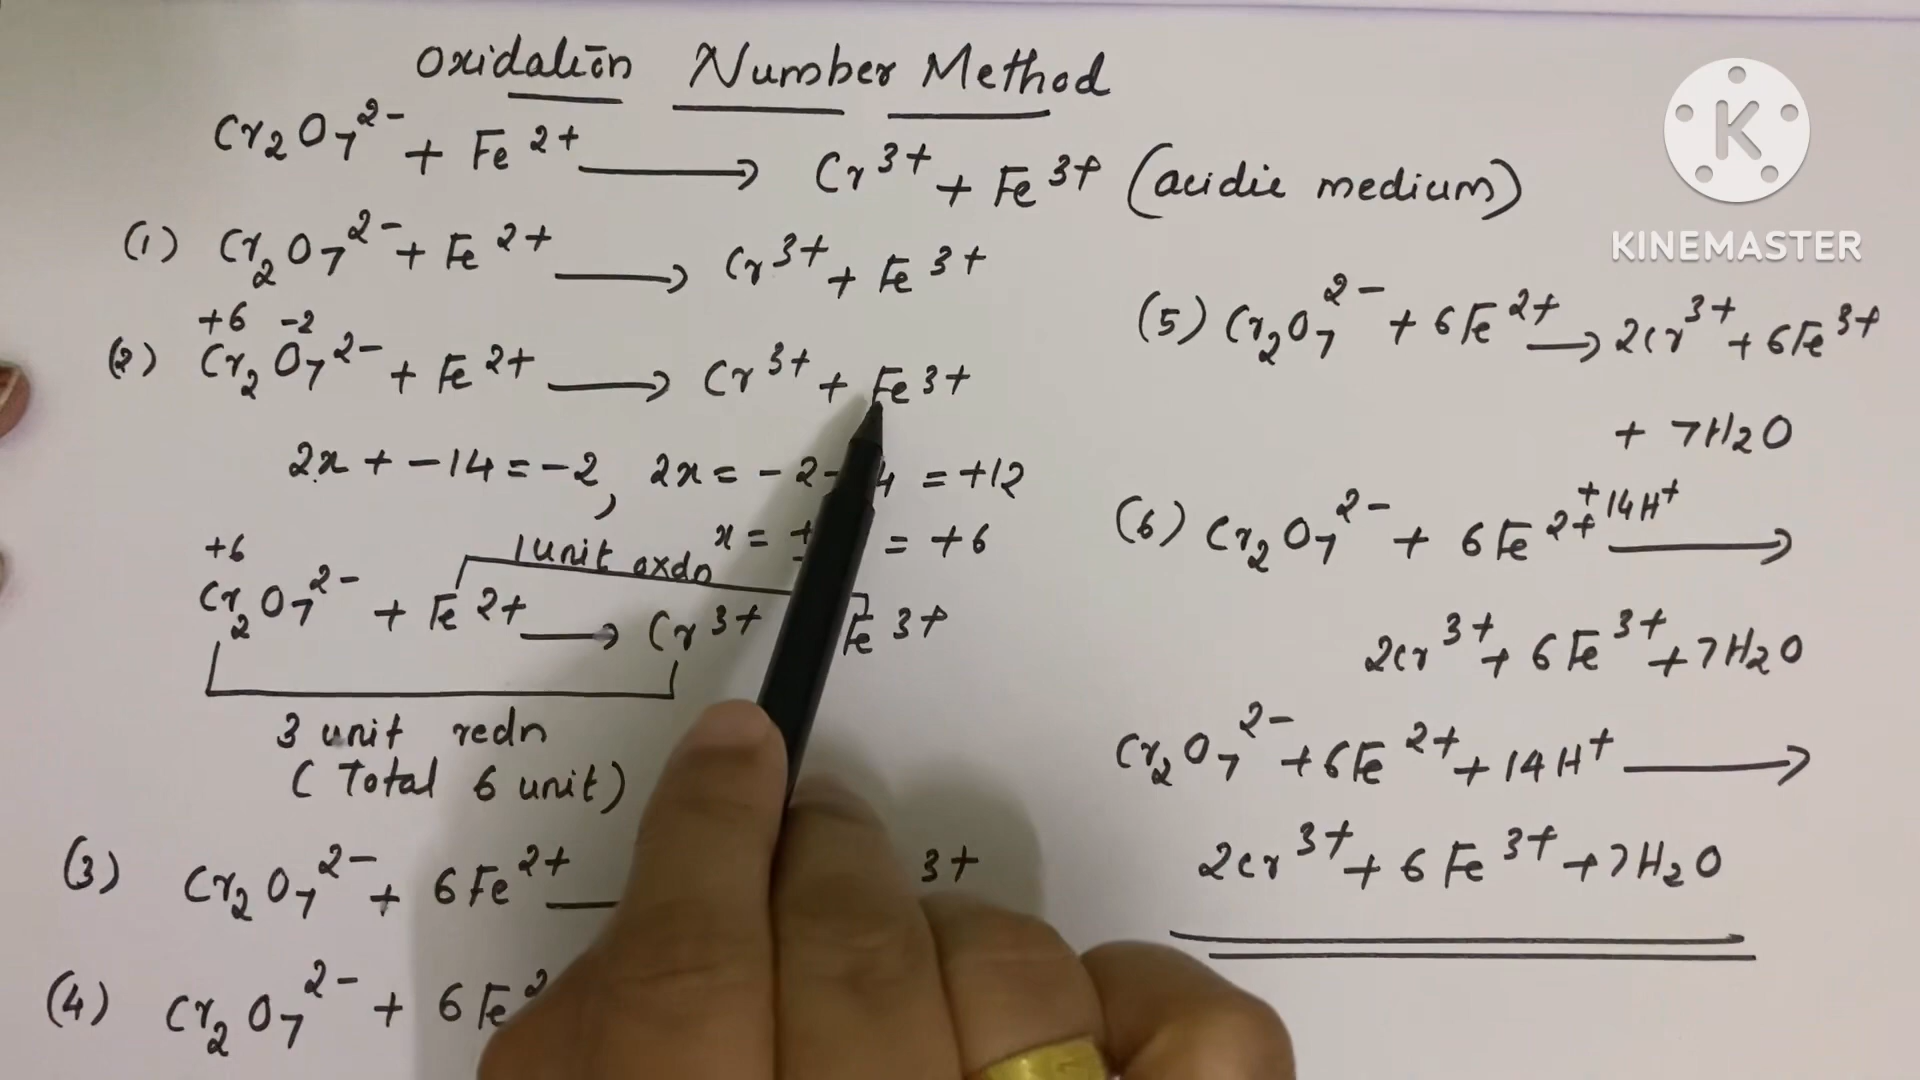 Oxidation Number Method
Cr2O7 2- + Fe 2+ ⟶ Cr 3+ + Fe 3+ (acidic medium)
(1) Cr2O7 2- + Fe 2+ ⟶ Cr 3+ + Fe 3+
+6 -2
(2) Cr2O7 2- + Fe 2+ ⟶ Cr 3+ + Fe 3+
2x + -14 = -2, 2x = -2- 4 = +12
x = + = +6
+6 1 unit oxdn
Cr2O7 2- + Fe 2+ ⟶ Cr 3+ Fe 3+
3 unit redn
(Total 6 unit)
(3) Cr2O7 2- + 6Fe 2+ 3+
(4) Cr2O7 2- + 6Fe 2
K
KINEMASTER
(5) Cr2O7 2- + 6Fe 2+ ⟶ 2Cr 3+ + 6Fe 3+
+ 7H2O
(6) Cr2O7 2- + 6Fe 2+ +14H+ ⟶
2Cr 3+ + 6Fe 3+ + 7H2O
Cr2O7 2- + 6Fe 2+ + 14H+ ⟶
2Cr 3+ + 6Fe 3+ + 7H2O